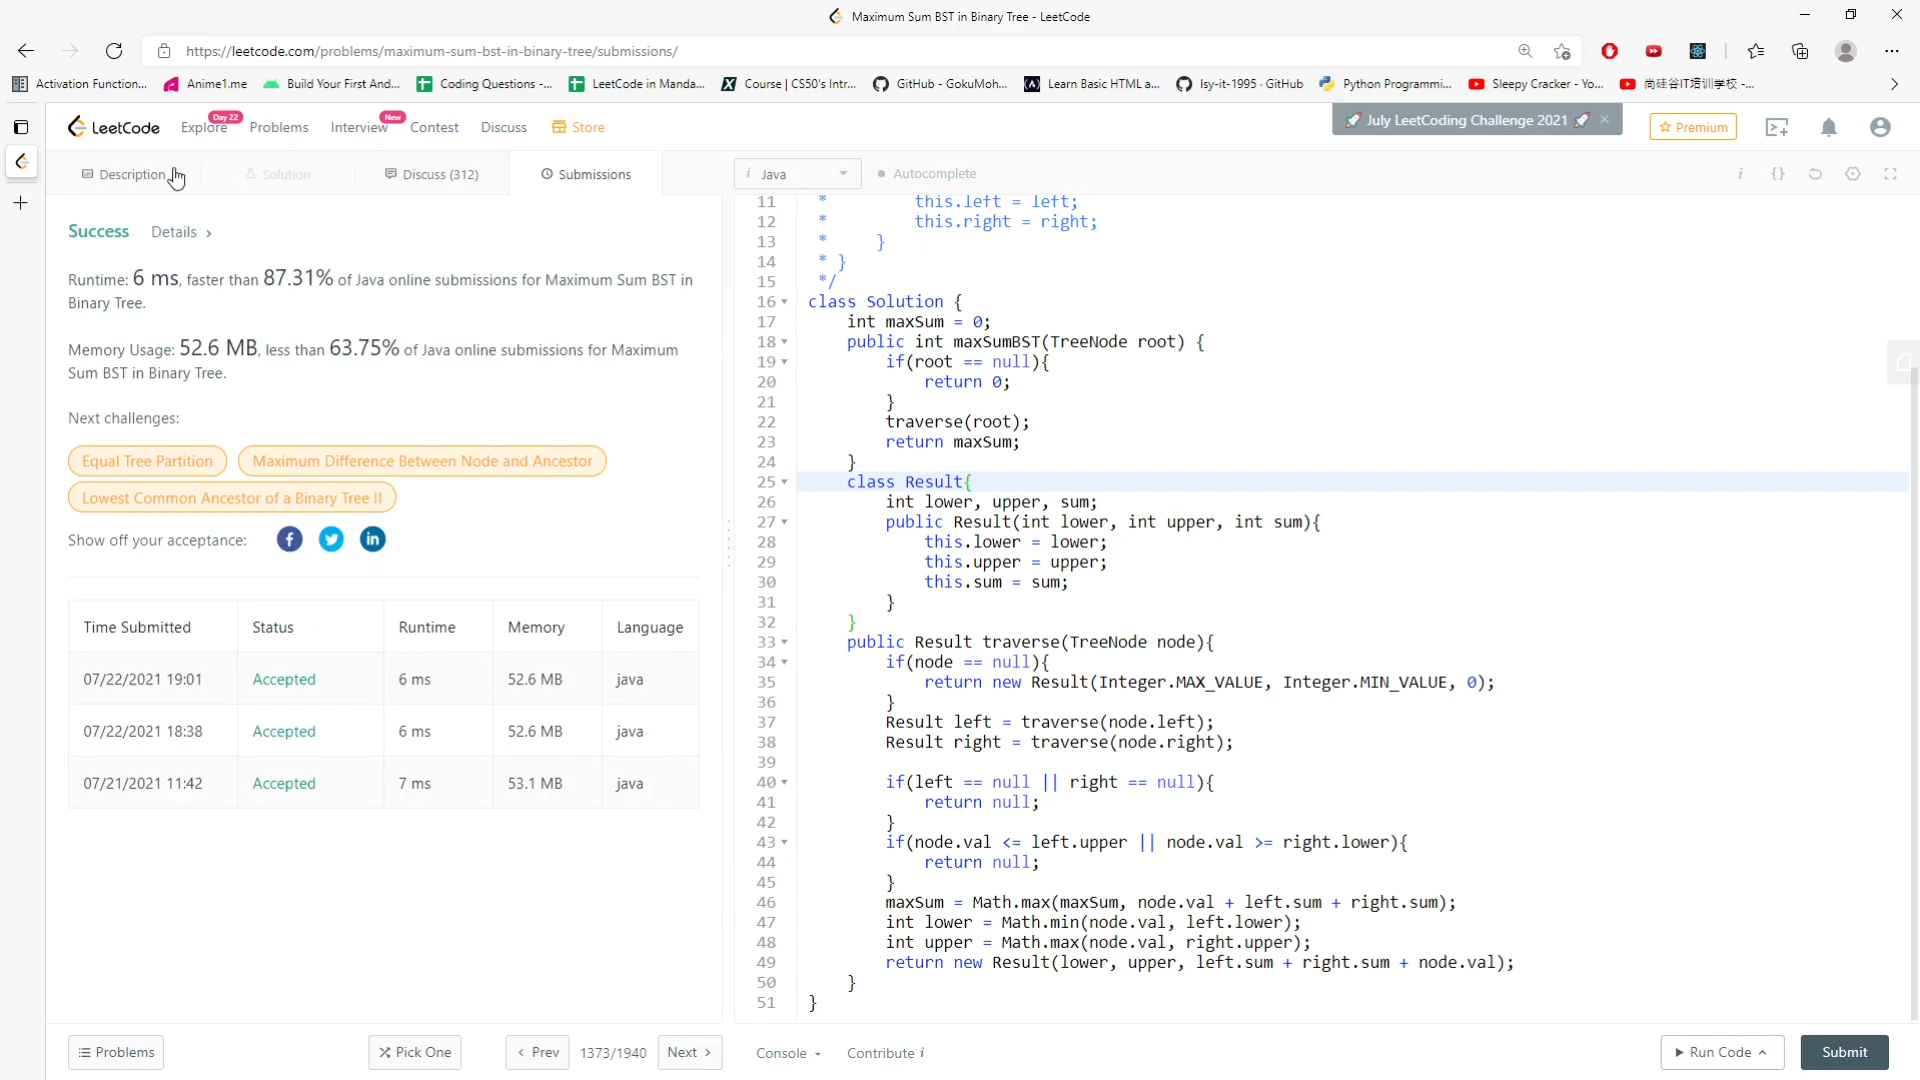 Maximum Sum BST in Binary Tree - LeetCode
https://leetcode.com/problems/maximum-sum-bst-in-binary-tree/submissions/
Activation Function...
Anime1.me
Build Your First And...
Coding Questions -...
LeetCode in Manda...
Course | CS50's Intr...
GitHub - GokuMoh...
Learn Basic HTML a...
lsy-it-1995 · GitHub
Python Programmi...
Sleepy Cracker - Yo...
尚硅谷IT培训学校 -...
LeetCode
Explore
Day 22
Problems
Interview
New
Contest
Discuss
Store
🚀 July LeetCoding Challenge 2021 🚀 ×
Premium
Description
Solution
Discuss (312)
Submissions
Success
Details >
Runtime: 6 ms, faster than 87.31% of Java online submissions for Maximum Sum BST in
Binary Tree.
Memory Usage: 52.6 MB, less than 63.75% of Java online submissions for Maximum
Sum BST in Binary Tree.
Next challenges:
Equal Tree Partition
Maximum Difference Between Node and Ancestor
Lowest Common Ancestor of a Binary Tree II
Show off your acceptance:
Time Submitted Status Runtime Memory Language
07/22/2021 19:01 Accepted 6 ms 52.6 MB java
07/22/2021 18:38 Accepted 6 ms 52.6 MB java
07/21/2021 11:42 Accepted 7 ms 53.1 MB java
Problems
Pick One
< Prev
1373/1940
Next >
i Java
Autocomplete
i {}
11 *         this.left = left;
12 *         this.right = right;
13 *     }
14 * }
15 */
16 class Solution {
17     int maxSum = 0;
18     public int maxSumBST(TreeNode root) {
19         if(root == null){
20             return 0;
21         }
22         traverse(root);
23         return maxSum;
24     }
25     class Result{
26         int lower, upper, sum;
27         public Result(int lower, int upper, int sum){
28             this.lower = lower;
29             this.upper = upper;
30             this.sum = sum;
31         }
32     }
33     public Result traverse(TreeNode node){
34         if(node == null){
35             return new Result(Integer.MAX_VALUE, Integer.MIN_VALUE, 0);
36         }
37         Result left = traverse(node.left);
38         Result right = traverse(node.right);
39
40         if(left == null || right == null){
41             return null;
42         }
43         if(node.val <= left.upper || node.val >= right.lower){
44             return null;
45         }
46         maxSum = Math.max(maxSum, node.val + left.sum + right.sum);
47         int lower = Math.min(node.val, left.lower);
48         int upper = Math.max(node.val, right.upper);
49         return new Result(lower, upper, left.sum + right.sum + node.val);
50     }
51 }
Console
Contribute i
Run Code
Submit